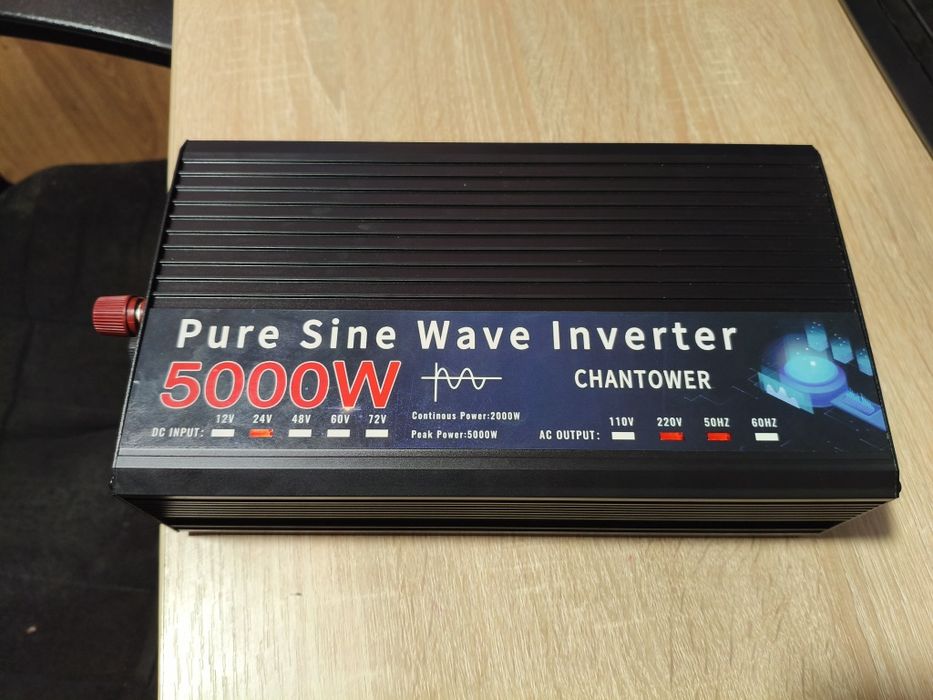 Pure Sine Wave Inverter
5000W
CHANTOWER
12V 24V 48V 60V 72V
DC INPUT:
Continous Power:2000W
Peak Power:5000W
110V 220V 50HZ 60HZ
AC OUTPUT: